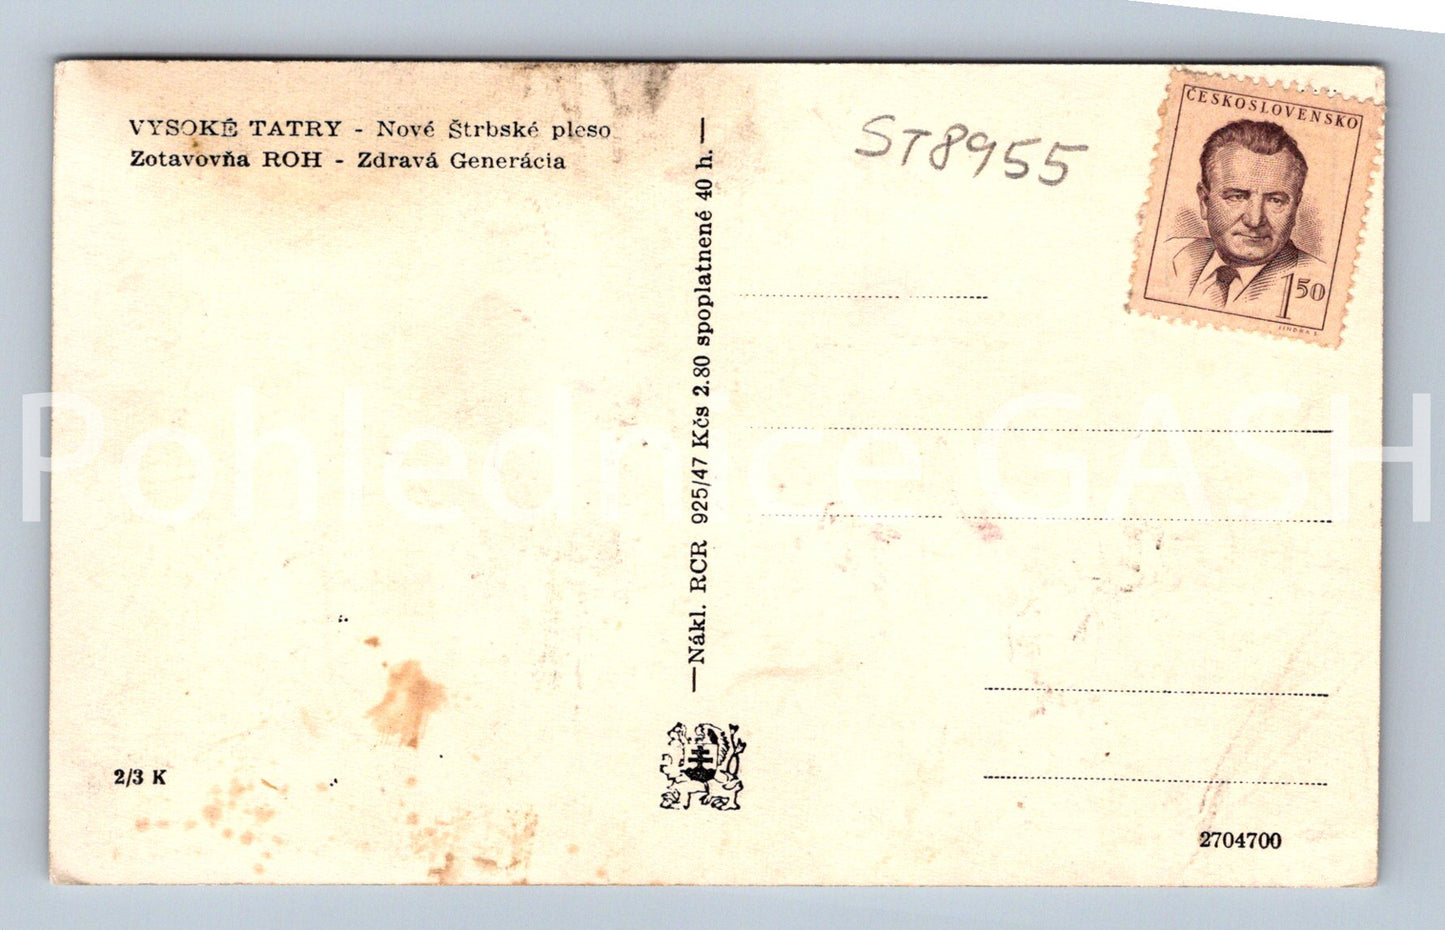 VYSOKÉ TATRY - Nové Štrbské pleso
Zotavovňa ROH - Zdravá Generácia
ST8955
ČESKOSLOVENSKO
1 50
JINDRA S.
—Nákl. RCR 925/47 Kčs 2.80 spoplatnené 40 h.—
Pohlednice GASH
2/3 K
2704700